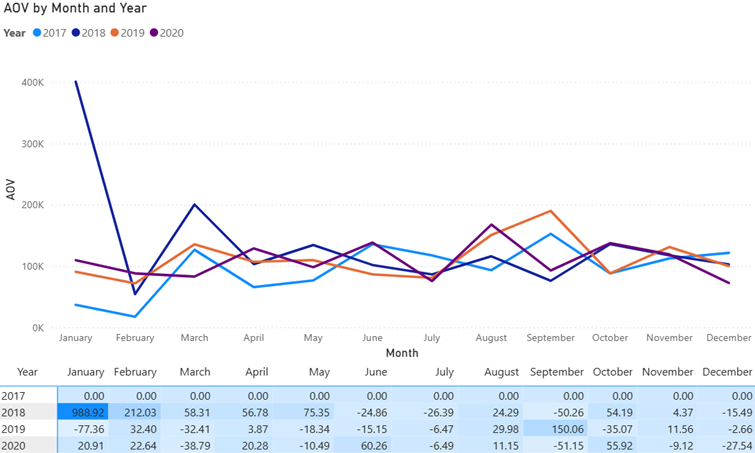 AOV by Month and Year
Year 2017 2018 2019 2020
400K
300K
200K
100K
0K
AOV
January February March April May June July August September October November December
Month
Year January February March April May June July August September October November December
2017 0.00 0.00 0.00 0.00 0.00 0.00 0.00 0.00 0.00 0.00 0.00 0.00
2018 988.92 212.03 58.31 56.78 75.35 -24.86 -26.39 24.29 -50.26 54.19 4.37 -15.49
2019 -77.36 32.40 -32.41 3.87 -18.34 -15.15 -6.47 29.98 150.06 -35.07 11.56 -2.66
2020 20.91 22.64 -38.79 20.28 -10.49 60.26 -6.49 11.15 -51.15 55.92 -9.12 -27.54